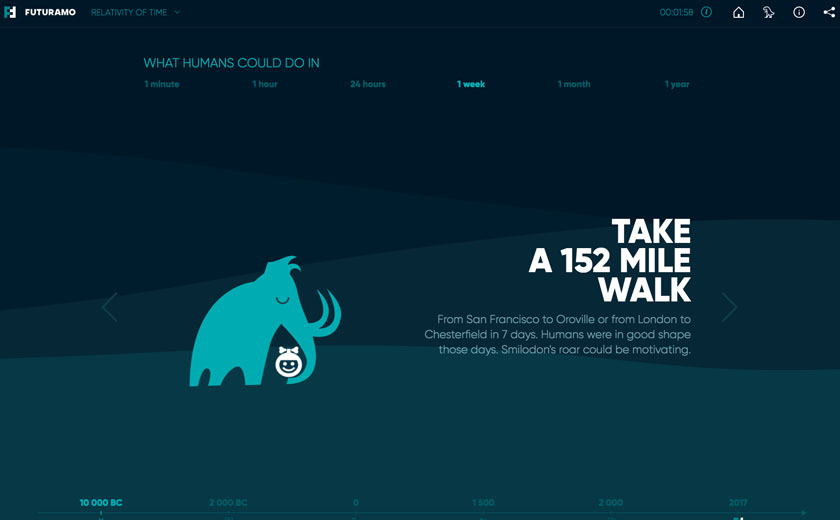 FUTURAMO RELATIVITY OF TIME 00:01:58
WHAT HUMANS COULD DO IN
1 minute 1 hour 24 hours 1 week 1 month 1 year
TAKE
A 152 MILE
WALK
From San Francisco to Oroville or from London to
Chesterfield in 7 days. Humans were in good shape
those days. Smilodon's roar could be motivating.
10 000 BC 2 000 BC 0 1 500 2 000 2017